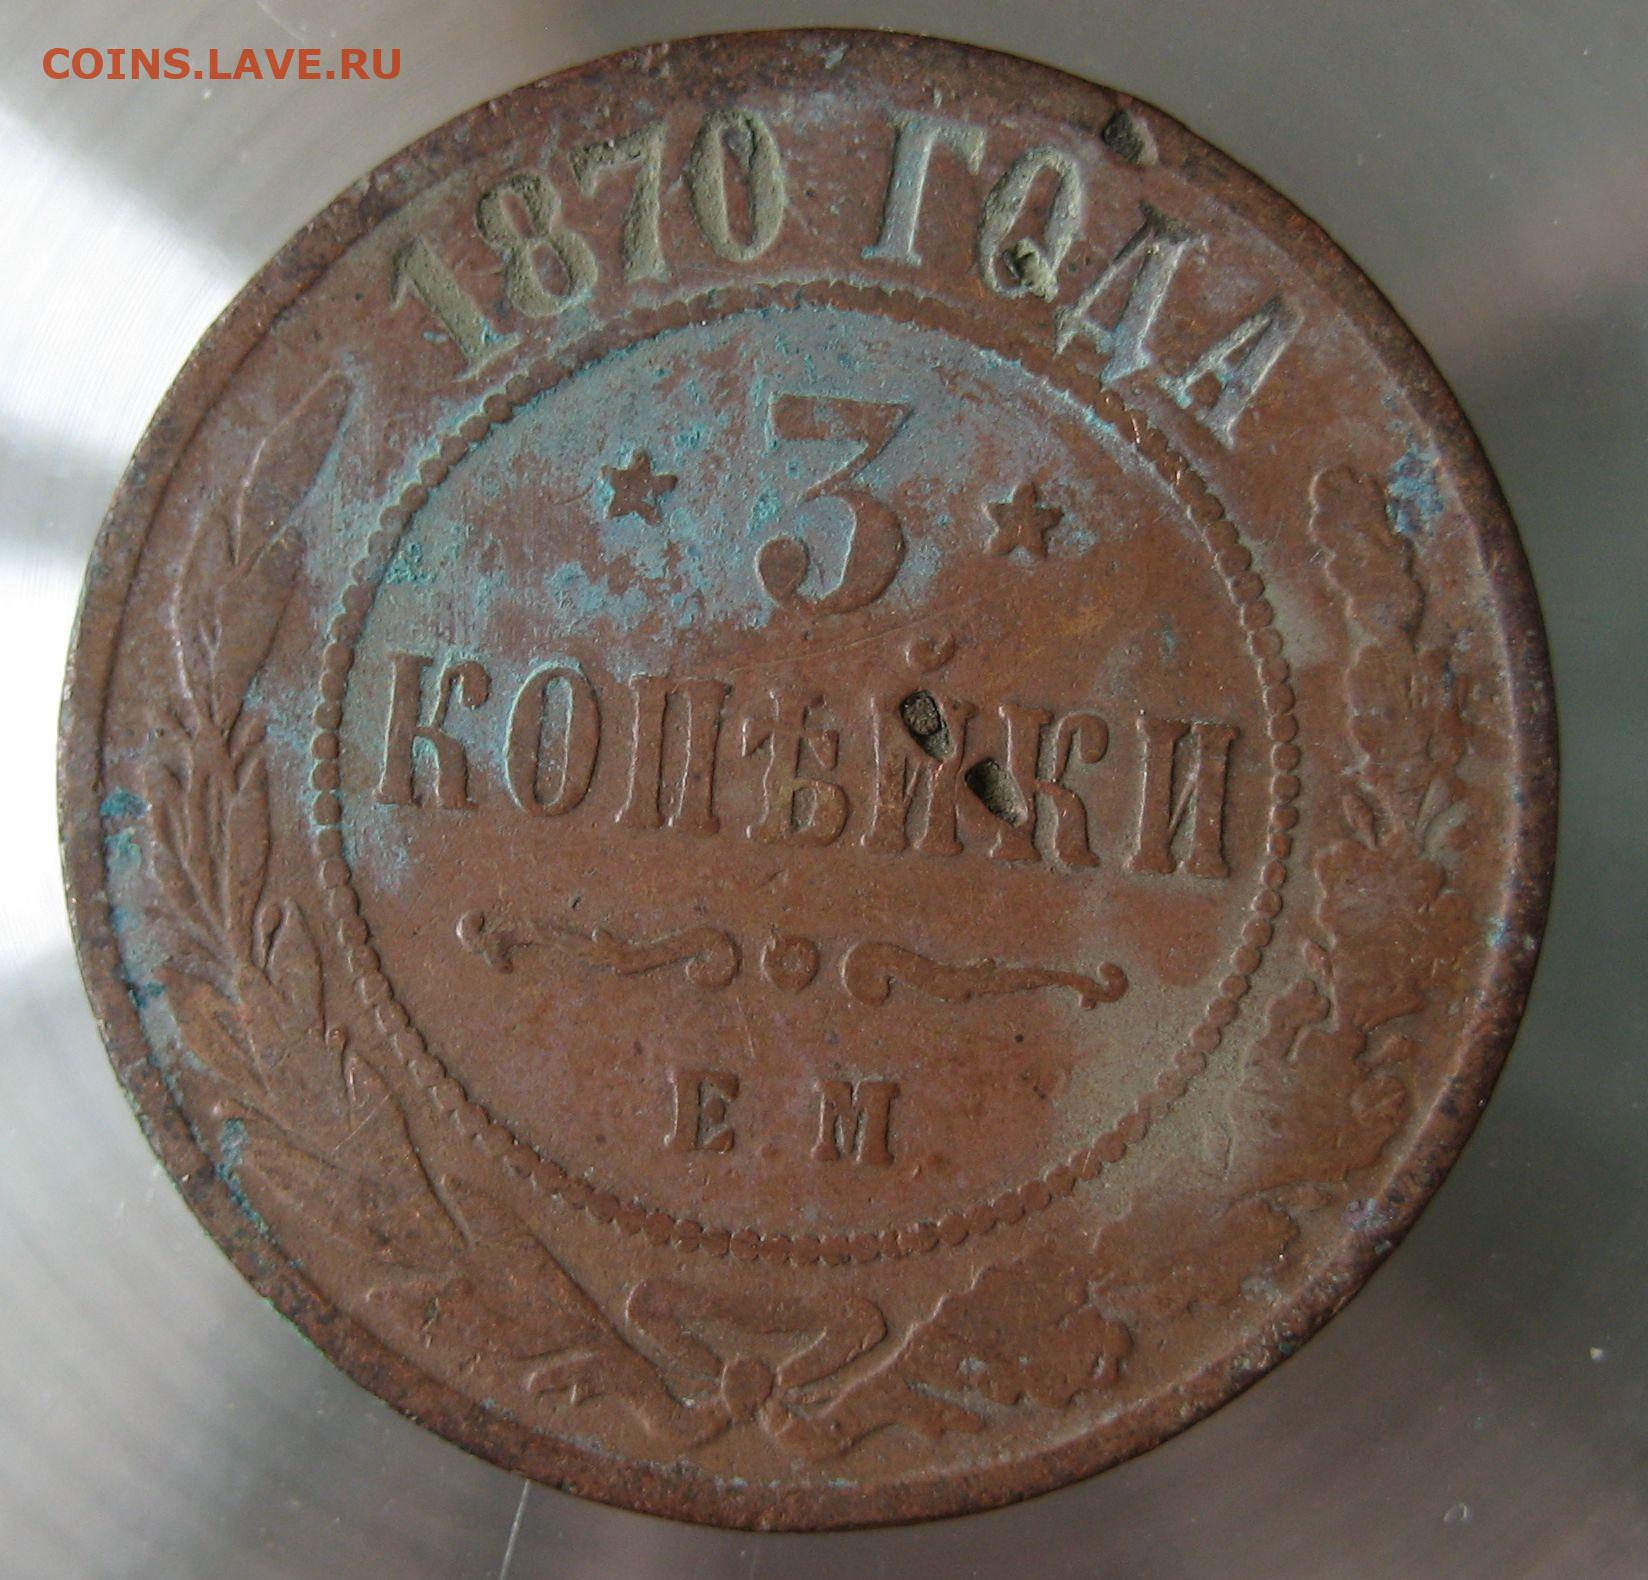 COINS.LAVE.RU
1870 ГОДА
3
КОПѢЙКИ
Е.М.